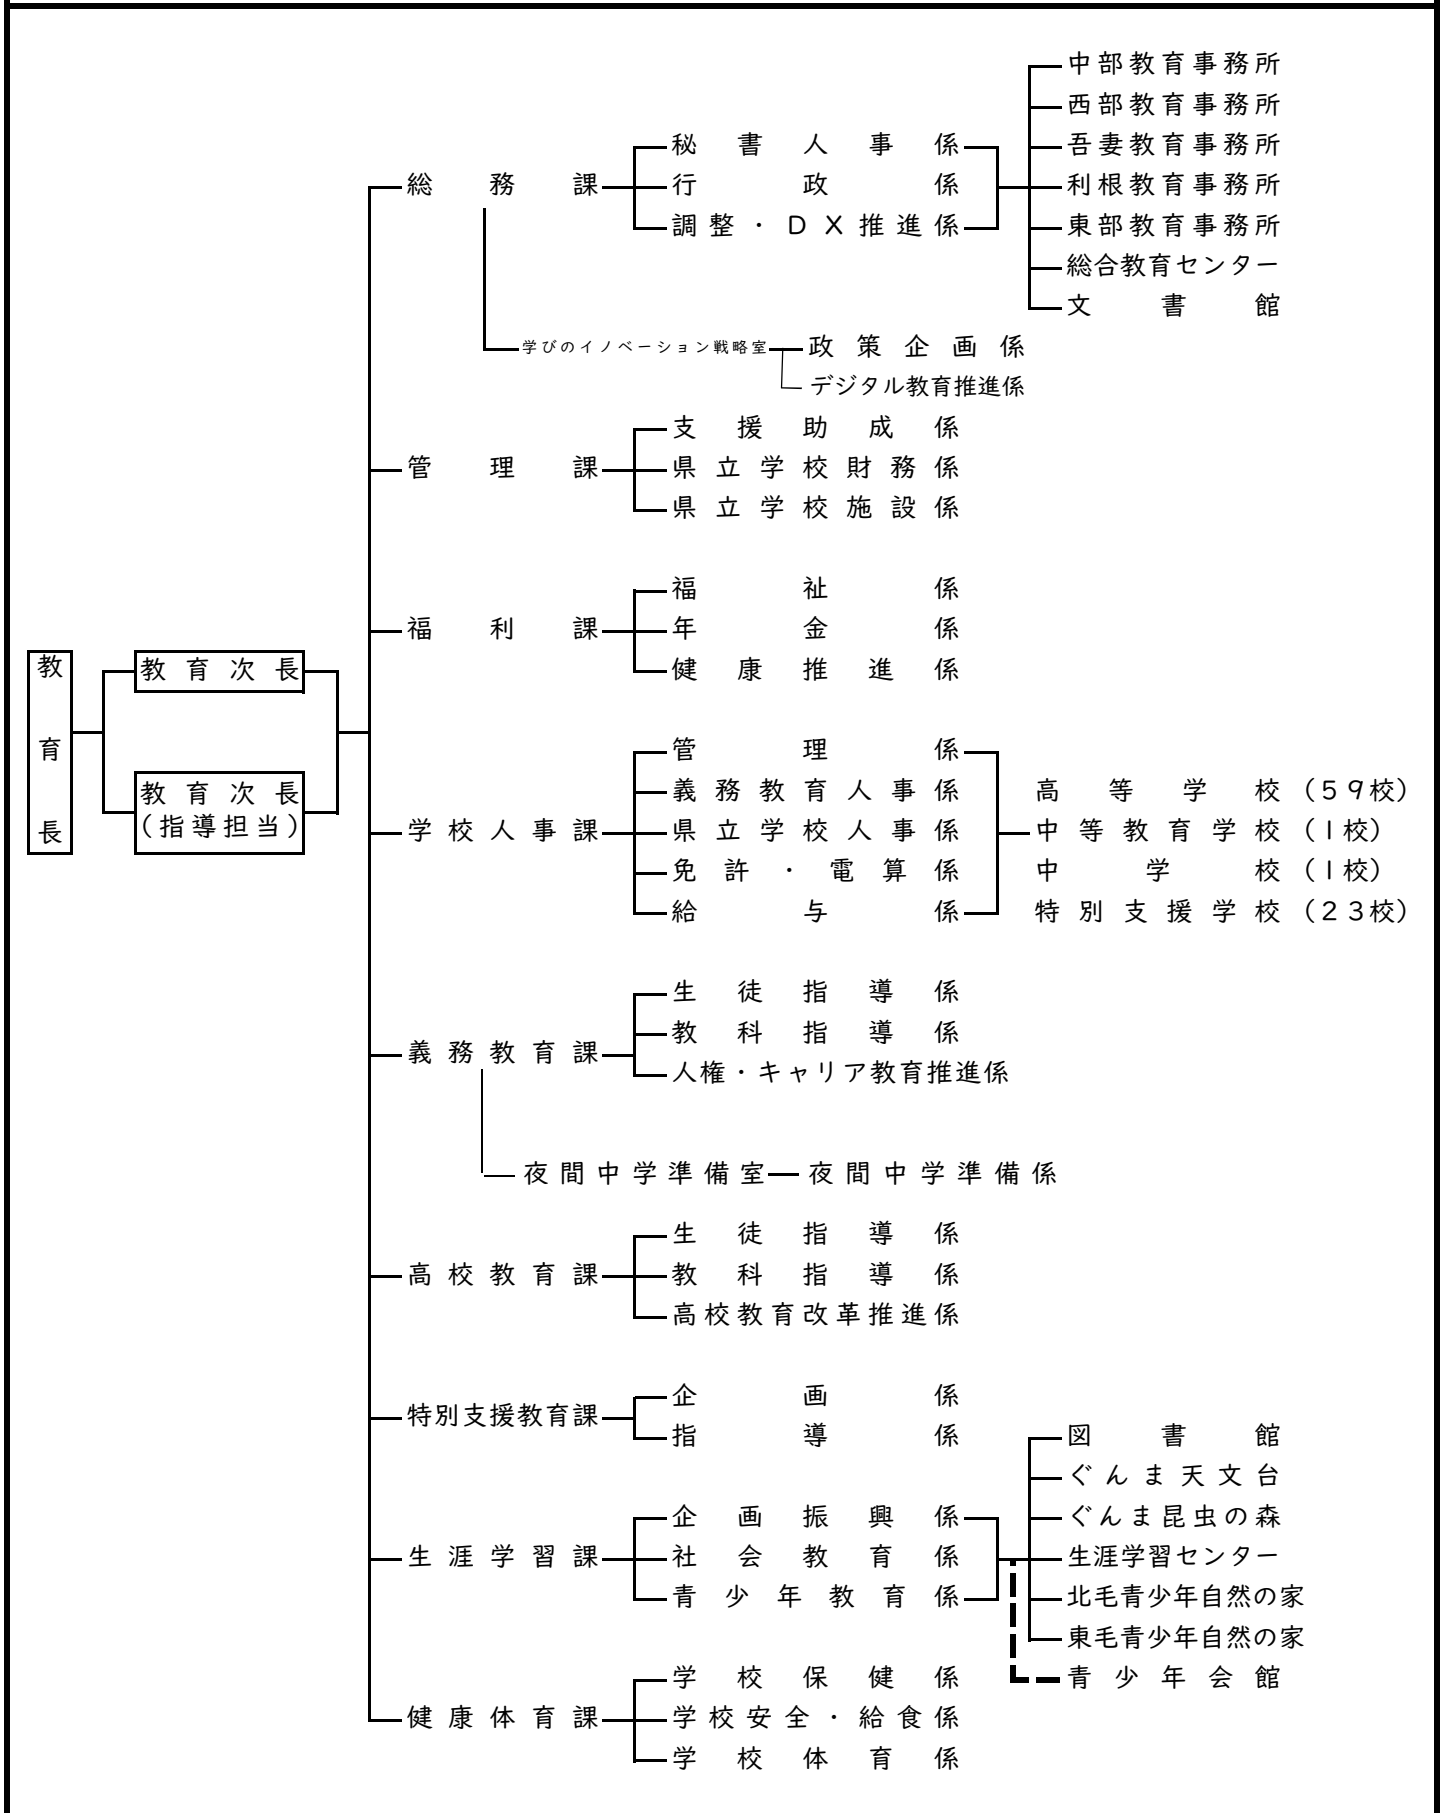 中部教育事務所
西部教育事務所
秘書人事係 吾妻教育事務所
総務課 行政係 利根教育事務所
調整・DX推進係 東部教育事務所
総合教育センター
文書館
学びのイノベーション戦略室 政策企画係
デジタル教育推進係
支援助成係
管理課 県立学校財務係
県立学校施設係
福祉係
福利課 年金係
教育長
教育次長 健康推進係
管理係
教育次長 義務教育人事係 高等学校(59校)
(指導担当) 学校人事課 県立学校人事係 中等教育学校(1校)
免許・電算係 中学校(1校)
給与係 特別支援学校(23校)
生徒指導係
教科指導係
義務教育課
人権・キャリア教育推進係
夜間中学準備室 夜間中学準備係
生徒指導係
高校教育課 教科指導係
高校教育改革推進係
企画係
特別支援教育課
指導係 図書館
ぐんま天文台
企画振興係 ぐんま昆虫の森
生涯学習課 社会教育係 生涯学習センター
青少年教育係 北毛青少年自然の家
東毛青少年自然の家
学校保健係 青少年会館
健康体育課 学校安全・給食係
学校体育係